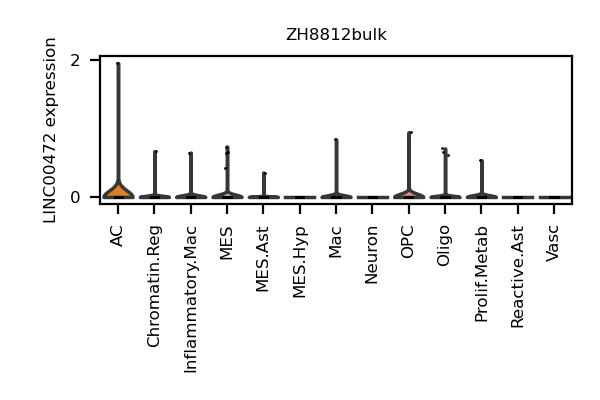 ZH8812bulk
LINC00472 expression
2
0
AC
Chromatin.Reg
Inflammatory.Mac
MES
MES.Ast
MES.Hyp
Mac
Neuron
OPC
Oligo
Prolif.Metab
Reactive.Ast
Vasc